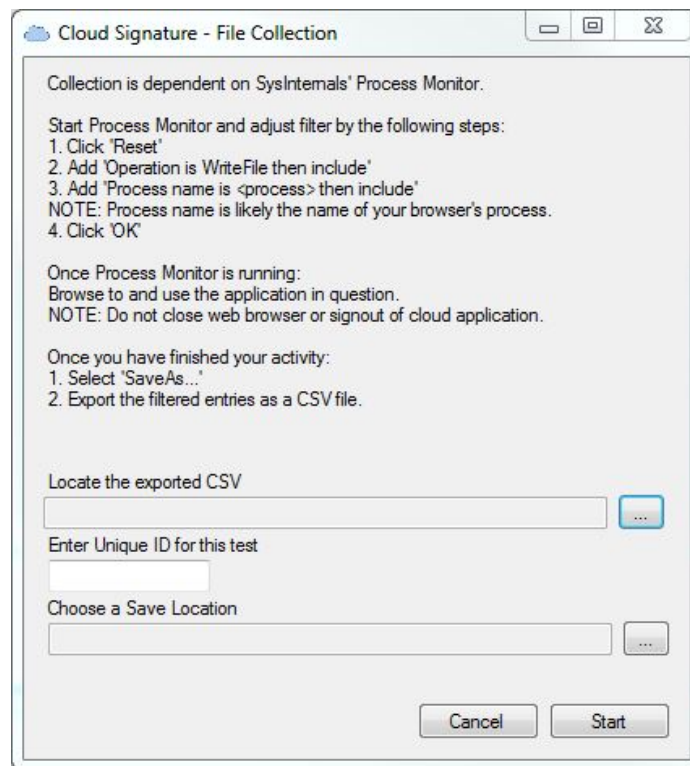 Cloud Signature - File Collection
Collection is dependent on SysInternals' Process Monitor.
Start Process Monitor and adjust filter by the following steps:
1. Click 'Reset'
2. Add 'Operation is WriteFile then include'
3. Add 'Process name is <process> then include'
NOTE: Process name is likely the name of your browser's process.
4. Click 'OK'
Once Process Monitor is running:
Browse to and use the application in question.
NOTE: Do not close web browser or signout of cloud application.
Once you have finished your activity:
1. Select 'SaveAs...'
2. Export the filtered entries as a CSV file.
Locate the exported CSV
...
Enter Unique ID for this test
Choose a Save Location
...
Cancel Start